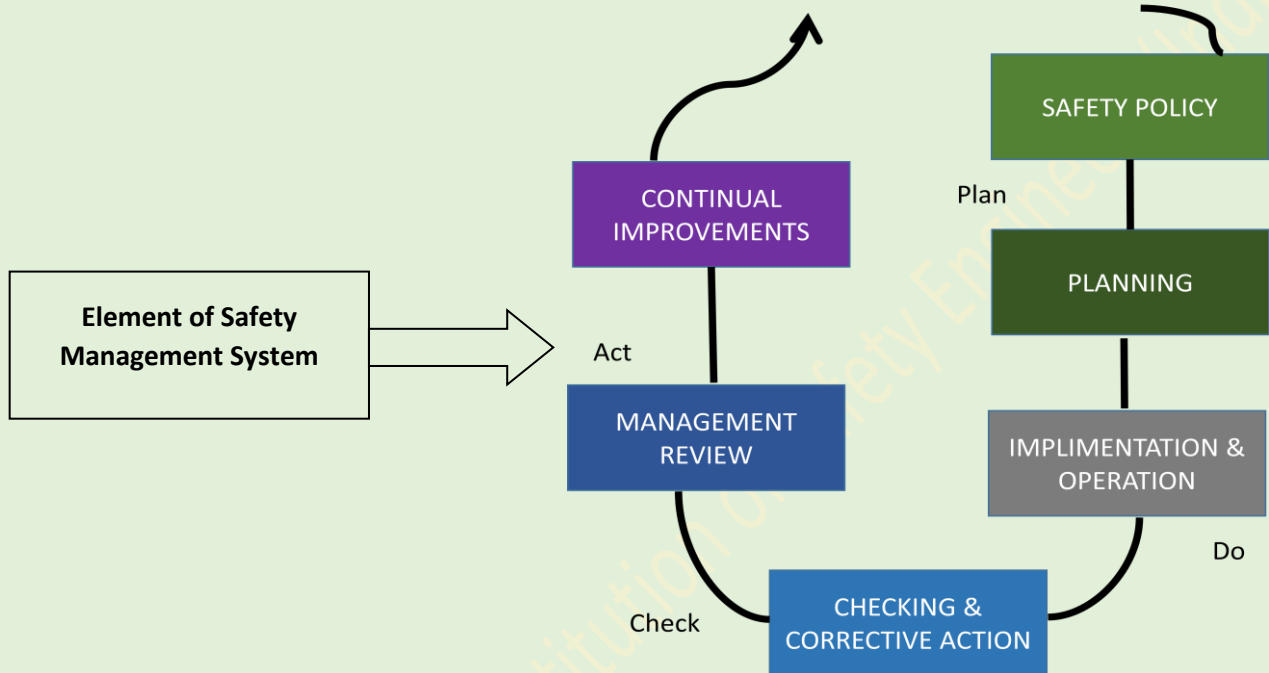 SAFETY POLICY
Plan
PLANNING
IMPLIMENTATION &
OPERATION
Do
CHECKING &
CORRECTIVE ACTION
Check
MANAGEMENT
REVIEW
Act
CONTINUAL
IMPROVEMENTS
Element of Safety
Management System